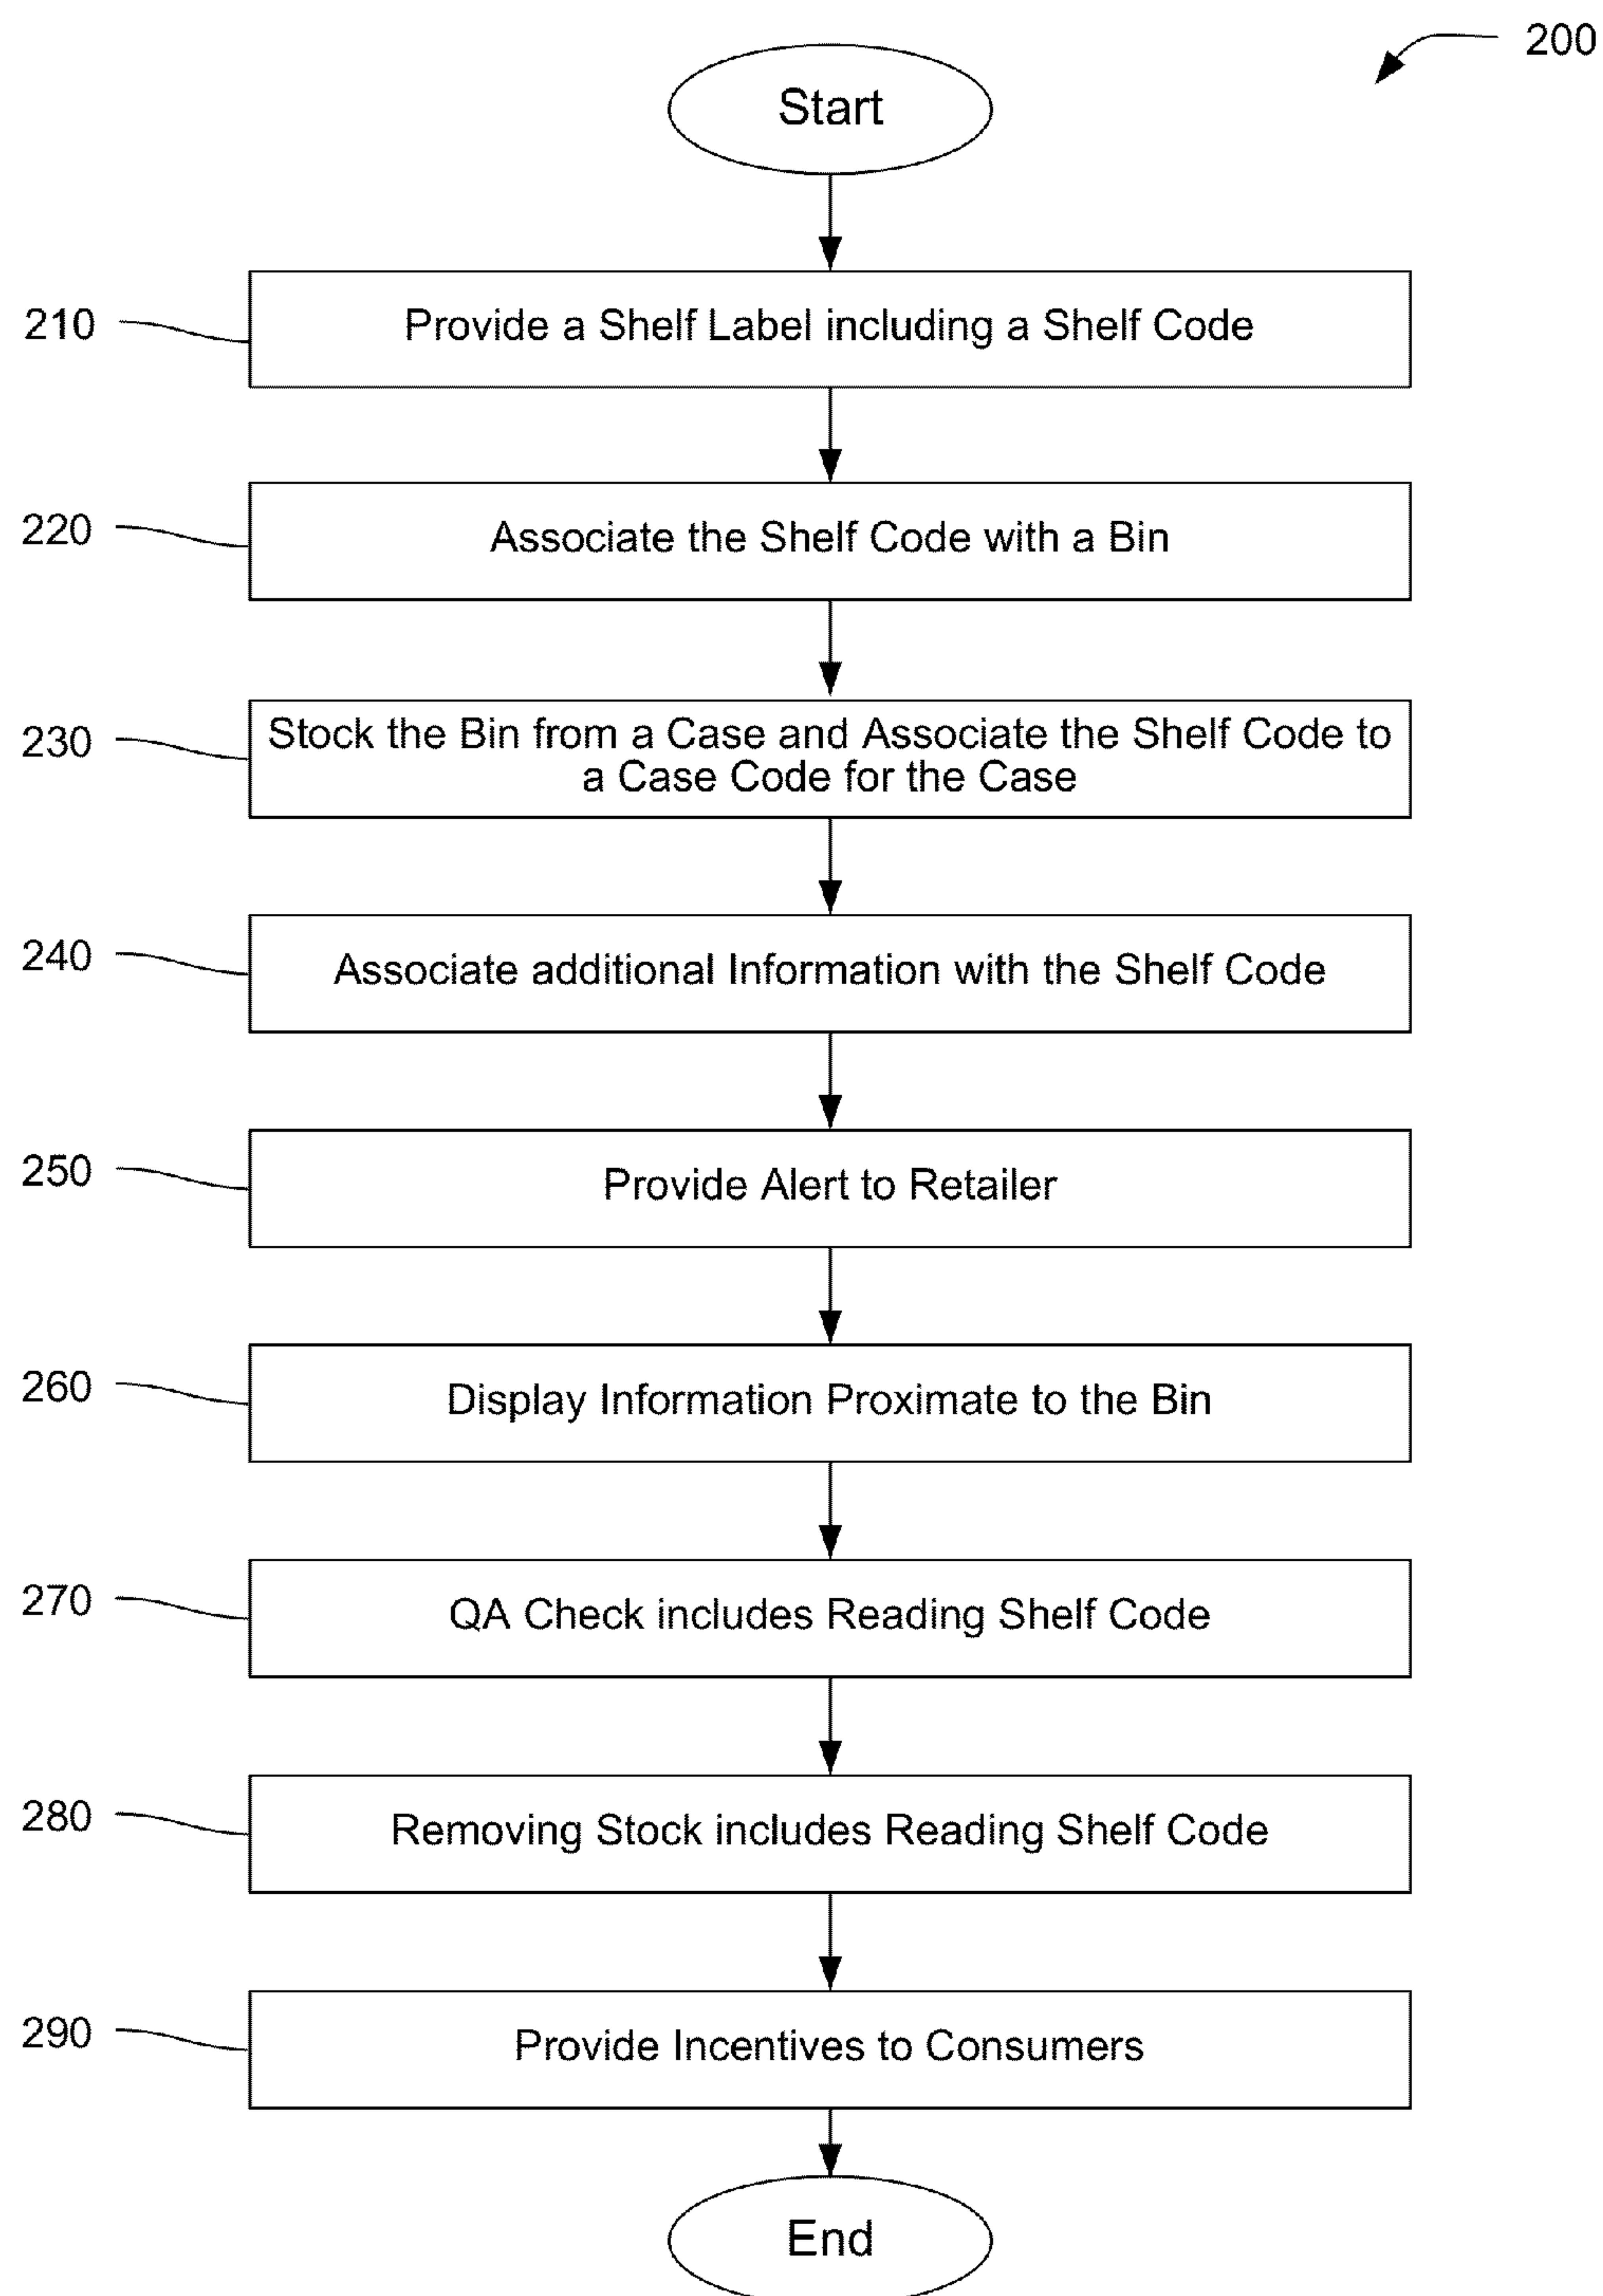 200
Start
210
Provide a Shelf Label including a Shelf Code
220
Associate the Shelf Code with a Bin
230
Stock the Bin from a Case and Associate the Shelf Code to
a Case Code for the Case
240
Associate additional Information with the Shelf Code
250
Provide Alert to Retailer
260
Display Information Proximate to the Bin
270
QA Check includes Reading Shelf Code
280
Removing Stock includes Reading Shelf Code
290
Provide Incentives to Consumers
End